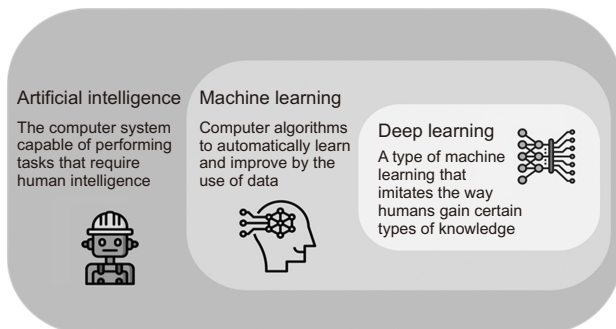 Artificial intelligence
The computer system
capable of performing
tasks that require
human intelligence
Machine learning
Computer algorithms
to automatically learn
and improve by the
use of data
Deep learning
A type of machine
learning that
imitates the way
humans gain certain
types of knowledge